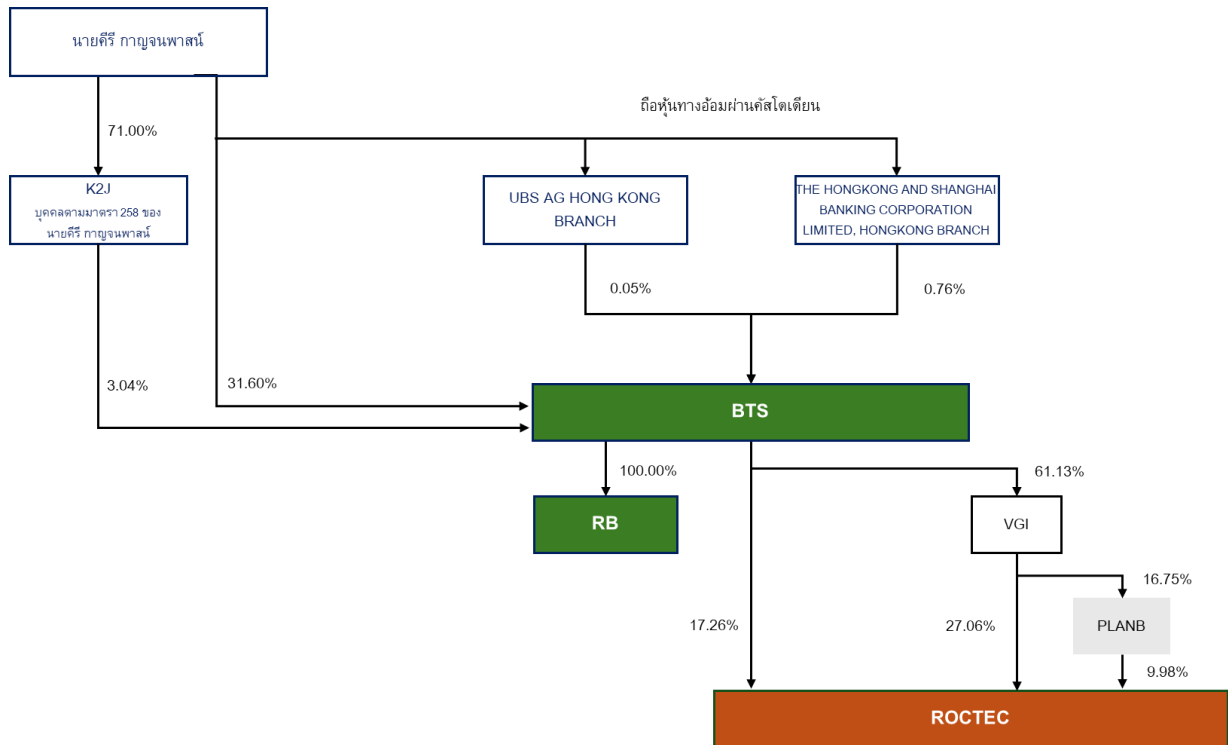 นายคีรี กาญจนพาสน์
ถือหุ้นทางอ้อมผ่านคัสโตเดียน
71.00%
K2J
บุคคลตามมาตรา 258 ของ
นายคีรี กาญจนพาสน์
UBS AG HONG KONG
BRANCH
THE HONGKONG AND SHANGHAI
BANKING CORPORATION
LIMITED, HONGKONG BRANCH
0.05%
0.76%
3.04%
31.60%
BTS
100.00%
61.13%
RB
VGI
16.75%
17.26%
27.06%
PLANB
9.98%
ROCTEC